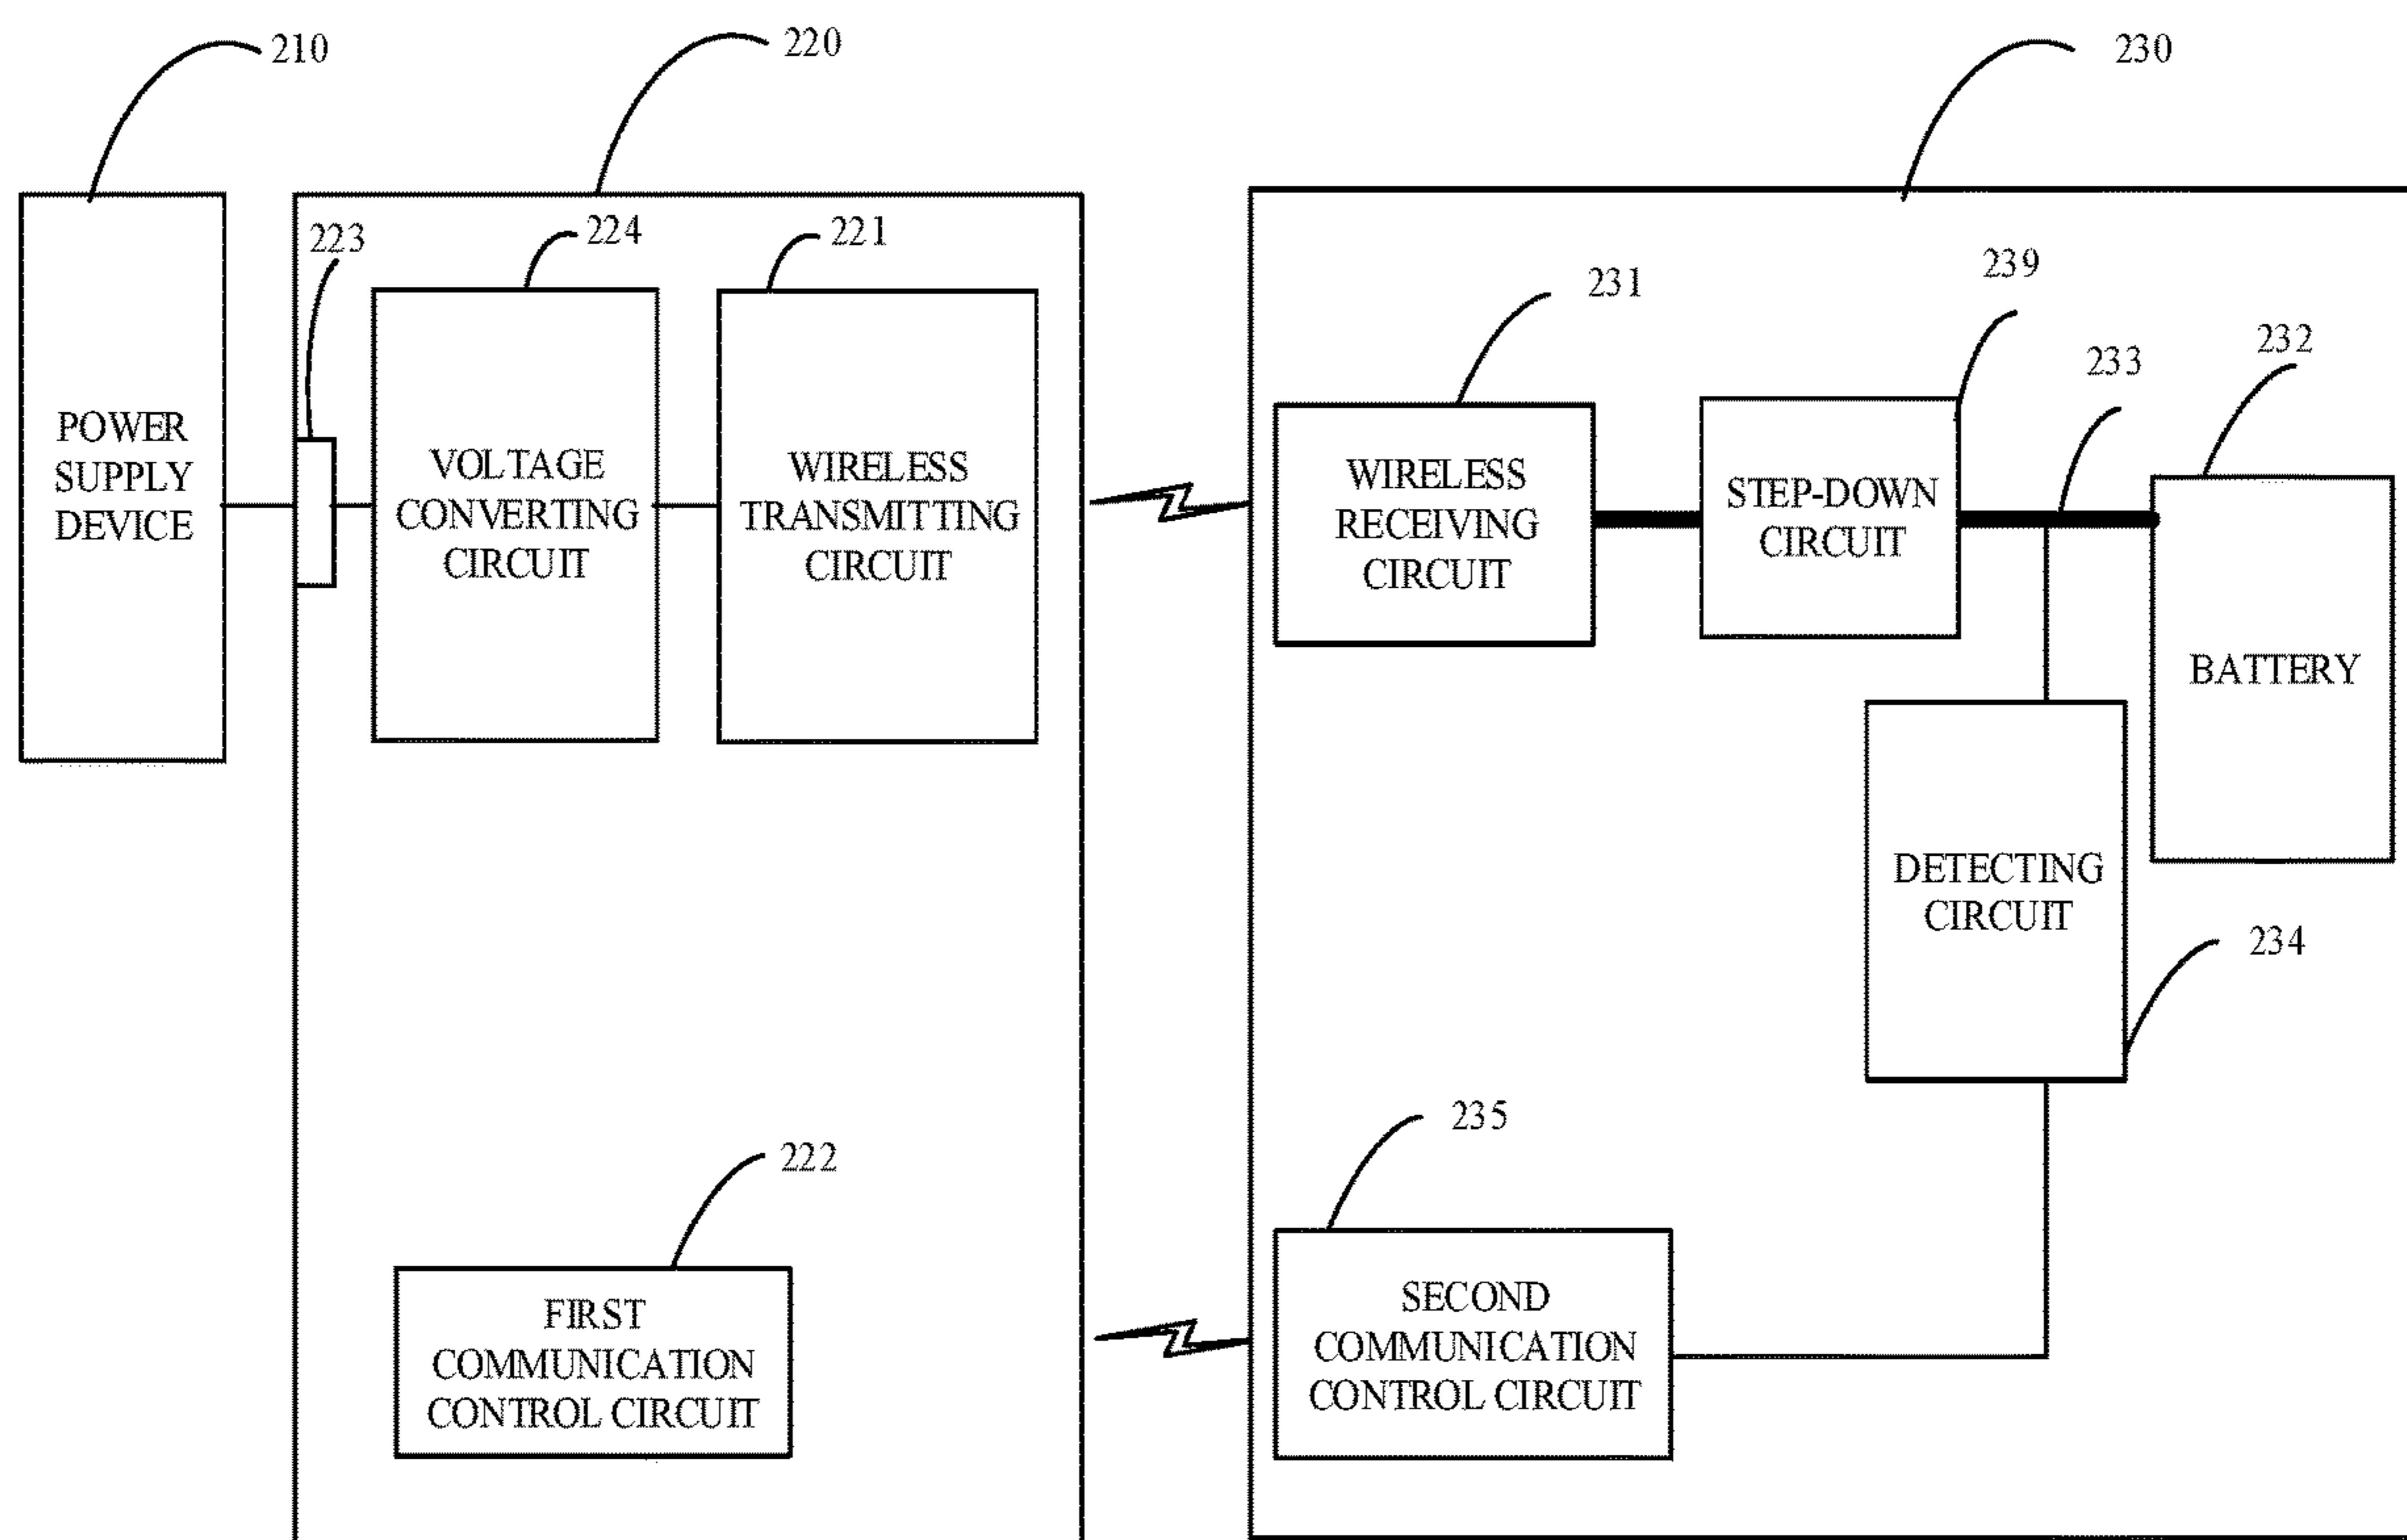 210
220
230
223
224
221
231
239
233
232
POWER
SUPPLY
DEVICE
VOLTAGE
CONVERTING
CIRCUIT
WIRELESS
TRANSMITTING
CIRCUIT
WIRELESS
RECEIVING
CIRCUIT
STEP-DOWN
CIRCUIT
BATTERY
DETECTING
CIRCUIT
234
222
235
FIRST
COMMUNICATION
CONTROL CIRCUIT
SECOND
COMMUNICATION
CONTROL CIRCUIT